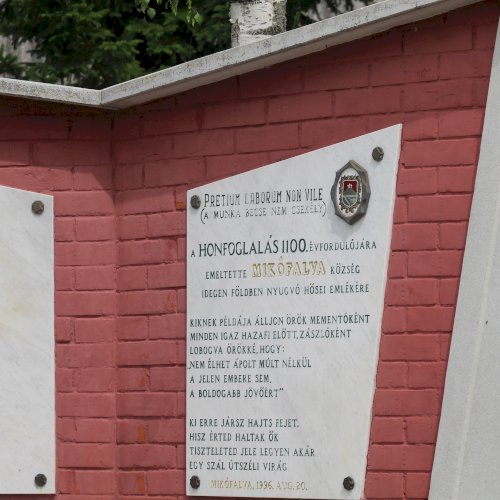 PRETIUM LABORUM NON VILE
(A MUNKA BECSE NEM CSEKÉLY)
A HONFOGLALÁS 1100. ÉVFORDULÓJÁRA
EMELTETTE MIKÓFALVA KÖZSÉG
IDEGEN FÖLDBEN NYUGVÓ HŐSEI EMLÉKÉRE
KIKNEK PÉLDÁJA ÁLLJON ÖRÖK MEMENTÓKÉNT
MINDEN IGAZ HAZAFI ELŐTT, ZÁSZLÓKÉNT
LOBOGVA ÖRÖKKÉ, HOGY:
„NEM ÉLHET ÁPOLT MÚLT NÉLKÜL
A JELEN EMBERE SEM,
A BOLDOGABB JÖVŐÉRT"
KI ERRE JÁRSZ HAJTS FEJET,
HISZ ÉRTED HALTAK ŐK
TISZTELETED JELE LEGYEN AKÁR
EGY SZÁL ÚTSZÉLI VIRÁG
MIKÓFALVA, 1996. AUG. 20.